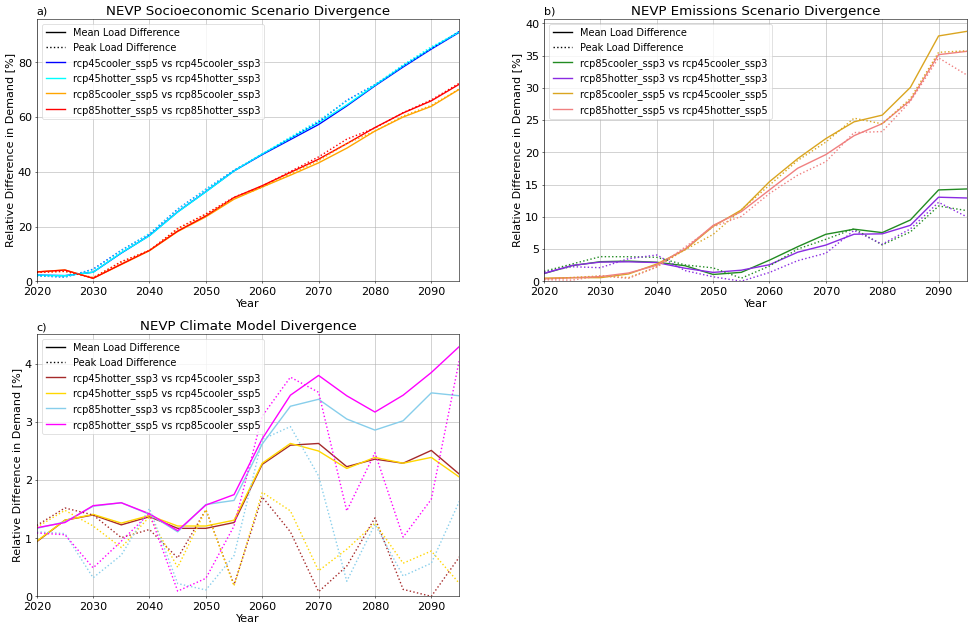 a)
NEVP Socioeconomic Scenario Divergence
Relative Difference in Demand [%]
80
60
40
20
0
Mean Load Difference
Peak Load Difference
rcp45cooler_ssp5 vs rcp45cooler_ssp3
rcp45hotter_ssp5 vs rcp45hotter_ssp3
rcp85cooler_ssp5 vs rcp85cooler_ssp3
rcp85hotter_ssp5 vs rcp85hotter_ssp3
2020 2030 2040 2050 2060 2070 2080 2090
Year
b)
NEVP Emissions Scenario Divergence
Relative Difference in Demand [%]
40
35
30
25
20
15
10
5
0
Mean Load Difference
Peak Load Difference
rcp85cooler_ssp3 vs rcp45cooler_ssp3
rcp85hotter_ssp3 vs rcp45hotter_ssp3
rcp85cooler_ssp5 vs rcp45cooler_ssp5
rcp85hotter_ssp5 vs rcp45hotter_ssp5
2020 2030 2040 2050 2060 2070 2080 2090
Year
c)
NEVP Climate Model Divergence
Relative Difference in Demand [%]
4
3
2
1
0
Mean Load Difference
Peak Load Difference
rcp45hotter_ssp3 vs rcp45cooler_ssp3
rcp45hotter_ssp5 vs rcp45cooler_ssp5
rcp85hotter_ssp3 vs rcp85cooler_ssp3
rcp85hotter_ssp5 vs rcp85cooler_ssp5
2020 2030 2040 2050 2060 2070 2080 2090
Year